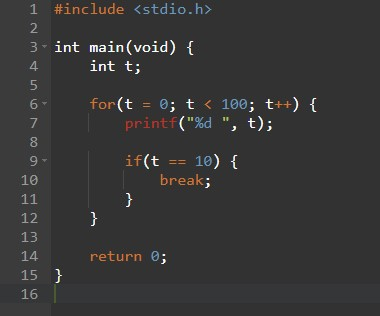 1 #include <stdio.h>
2
3 int main(void) {
4     int t;
5
6     for(t = 0; t < 100; t++) {
7         printf("%d ", t);
8
9         if(t == 10) {
10             break;
11         }
12     }
13
14     return 0;
15 }
16